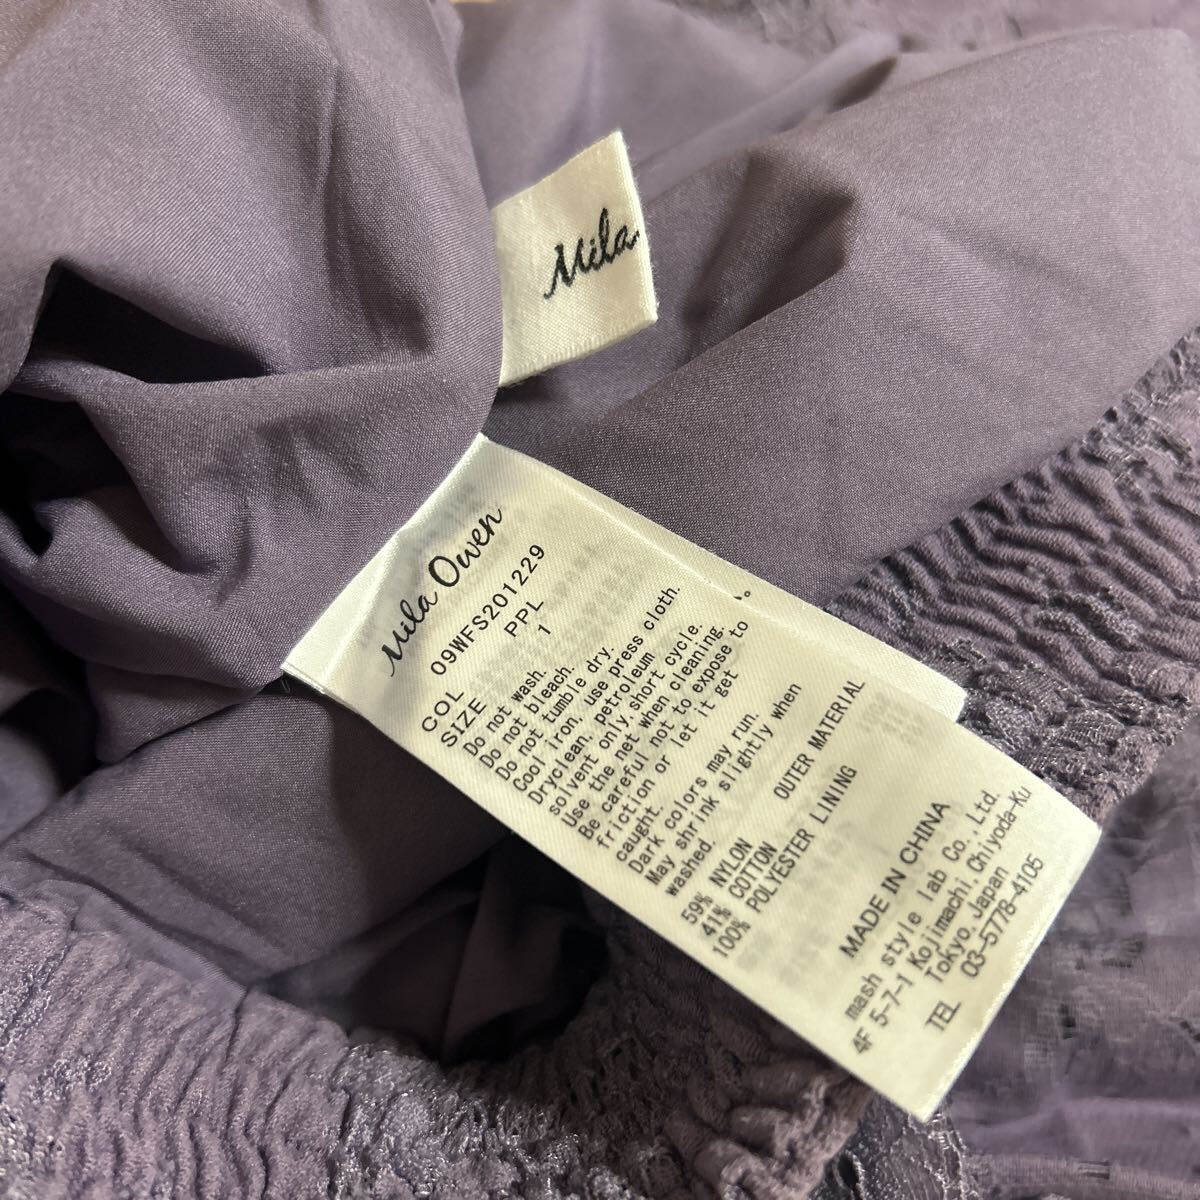 Mila
Mila Owen
09WFS201229
COL PPL
SIZE 1
Do not wash.
Do not bleach.
Do not tumble dry.
Cool iron, use press cloth.
Dryclean, petroleum
solvent only, short cycle.
Use the net when cleaning.
Be careful not to expose to
friction or let it get
caught.
Dark colors may run.
May shrink slightly when
washed.
OUTER MATERIAL
59% NYLON
41% COTTON
100% POLYESTER LINING
MADE IN CHINA
mash style lab Co., Ltd.
4F 5-7-1 Kojimachi, Chiyoda-Ku
Tokyo, Japan
TEL 03-5778-4105